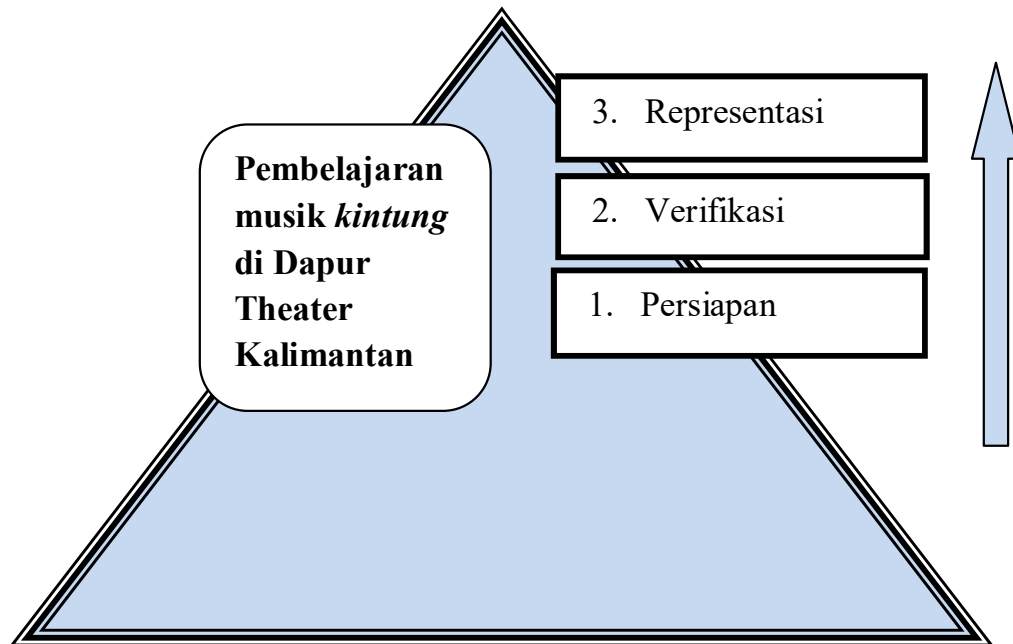 Pembelajaran
musik kintung
di Dapur
Theater
Kalimantan
3. Representasi
2. Verifikasi
1. Persiapan